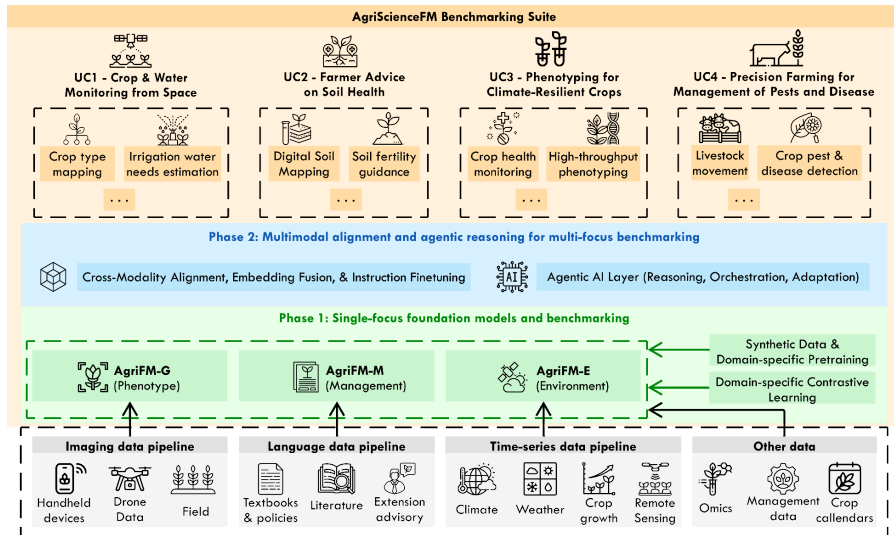 AgriScienceFM Benchmarking Suite
UC1 - Crop & Water
Monitoring from Space
UC2 - Farmer Advice
on Soil Health
UC3 - Phenotyping for
Climate-Resilient Crops
UC4 - Precision Farming for
Management of Pests and Disease
Crop type
mapping
Irrigation water
needs estimation
...
Digital Soil
Mapping
Soil fertility
guidance
...
Crop health
monitoring
High-throughput
phenotyping
...
Livestock
movement
Crop pest &
disease detection
...
Phase 2: Multimodal alignment and agentic reasoning for multi-focus benchmarking
Cross-Modality Alignment, Embedding Fusion, & Instruction Finetuning
AI
Agentic AI Layer (Reasoning, Orchestration, Adaptation)
Phase 1: Single-focus foundation models and benchmarking
AgriFM-G
(Phenotype)
AgriFM-M
(Management)
AgriFM-E
(Environment)
Synthetic Data &
Domain-specific Pretraining
Domain-specific Contrastive
Learning
Imaging data pipeline
Handheld
devices
Drone
Data
Field
Language data pipeline
Textbooks
& policies
Literature
Extension
advisory
Time-series data pipeline
Climate
Weather
Crop
growth
Remote
Sensing
Other data
Omics
Management
data
Crop
callendars